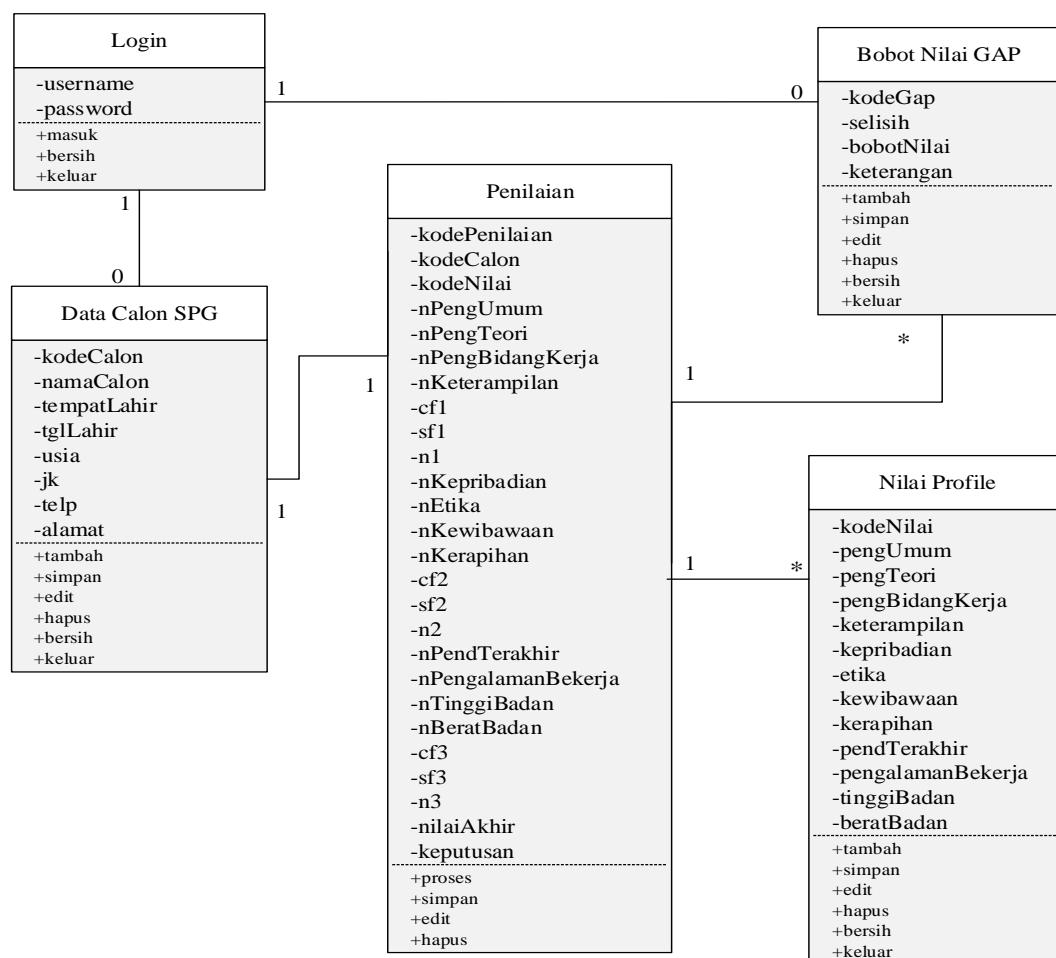 Login
-username
-password
+masuk
+bersih
+keluar
1
0
1
0
Bobot Nilai GAP
-kodeGap
-selisih
-bobotNilai
-keterangan
+tambah
+simpan
+edit
+hapus
+bersih
+keluar
*
1
Data Calon SPG
-kodeCalon
-namaCalon
-tempatLahir
-tglLahir
-usia
-jk
-telp
-alamat
+tambah
+simpan
+edit
+hapus
+bersih
+keluar
1
1
Penilaian
-kodePenilaian
-kodeCalon
-kodeNilai
-nPengUmum
-nPengTeori
-nPengBidangKerja
-nKeterampilan
-cf1
-sf1
-n1
-nKepribadian
-nEtika
-nKewibawaan
-nKerapihan
-cf2
-sf2
-n2
-nPendTerakhir
-nPengalamanBekerja
-nTinggiBadan
-nBeratBadan
-cf3
-sf3
-n3
-nilaiAkhir
-keputusan
+proses
+simpan
+edit
+hapus
1
*
Nilai Profile
-kodeNilai
-pengUmum
-pengTeori
-pengBidangKerja
-keterampilan
-kepribadian
-etika
-kewibawaan
-kerapihan
-pendTerakhir
-pengalamanBekerja
-tinggiBadan
-beratBadan
+tambah
+simpan
+edit
+hapus
+bersih
+keluar